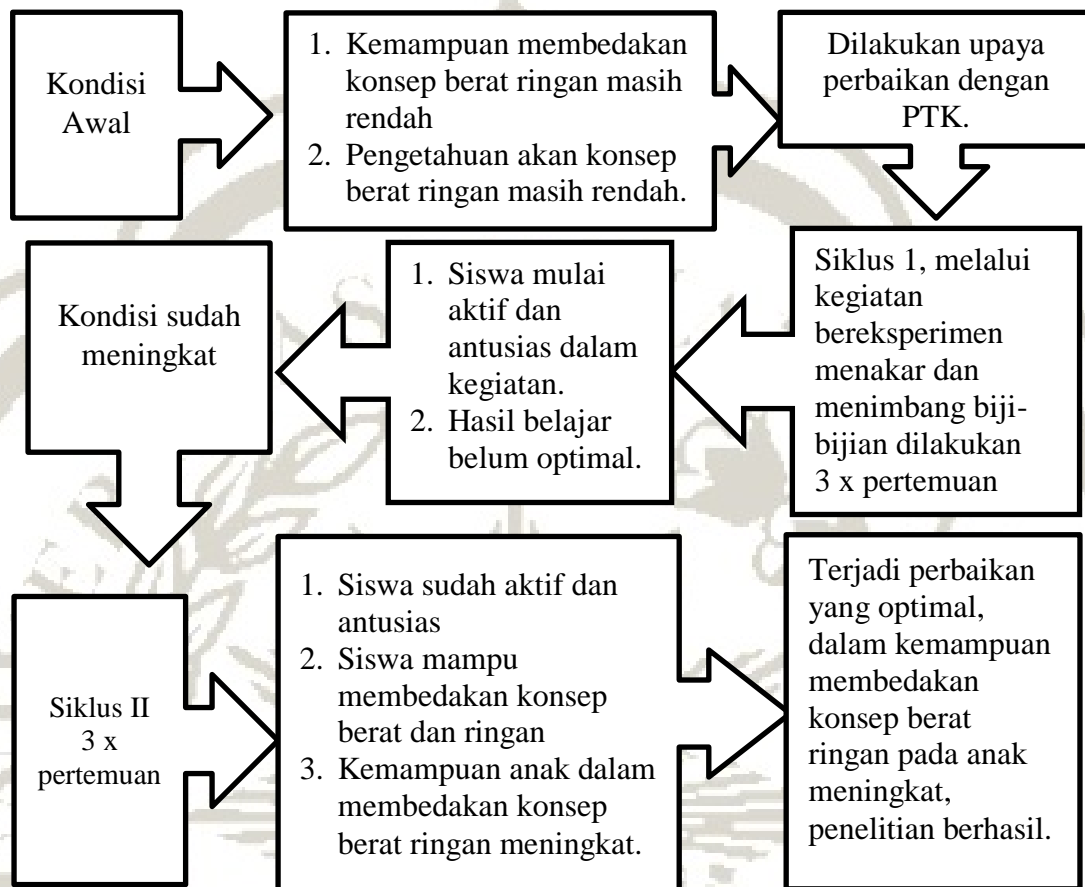 Kondisi
Awal
1. Kemampuan membedakan
konsep berat ringan masih
rendah
2. Pengetahuan akan konsep
berat ringan masih rendah.
Dilakukan upaya
perbaikan dengan
PTK.
Siklus 1, melalui
kegiatan
bereksperimen
menakar dan
menimbang biji-
bijian dilakukan
3 x pertemuan
1. Siswa mulai
aktif dan
antusias dalam
kegiatan.
2. Hasil belajar
belum optimal.
Kondisi sudah
meningkat
Siklus II
3 x
pertemuan
1. Siswa sudah aktif dan
antusias
2. Siswa mampu
membedakan konsep
berat dan ringan
3. Kemampuan anak dalam
membedakan konsep
berat ringan meningkat.
Terjadi perbaikan
yang optimal,
dalam kemampuan
membedakan
konsep berat
ringan pada anak
meningkat,
penelitian berhasil.